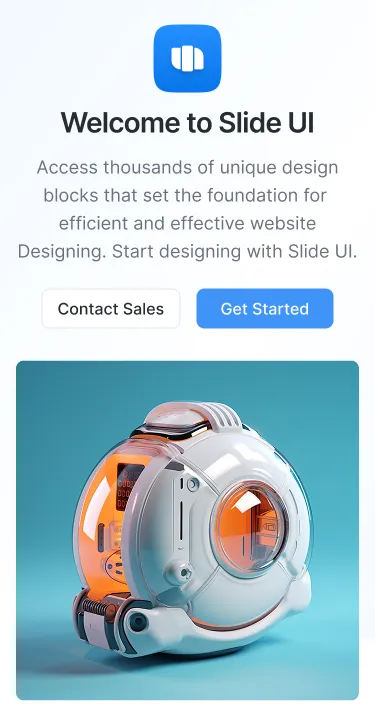 Welcome to Slide UI
Access thousands of unique design
blocks that set the foundation for
efficient and effective website
Designing. Start designing with Slide UI.
Contact Sales
Get Started